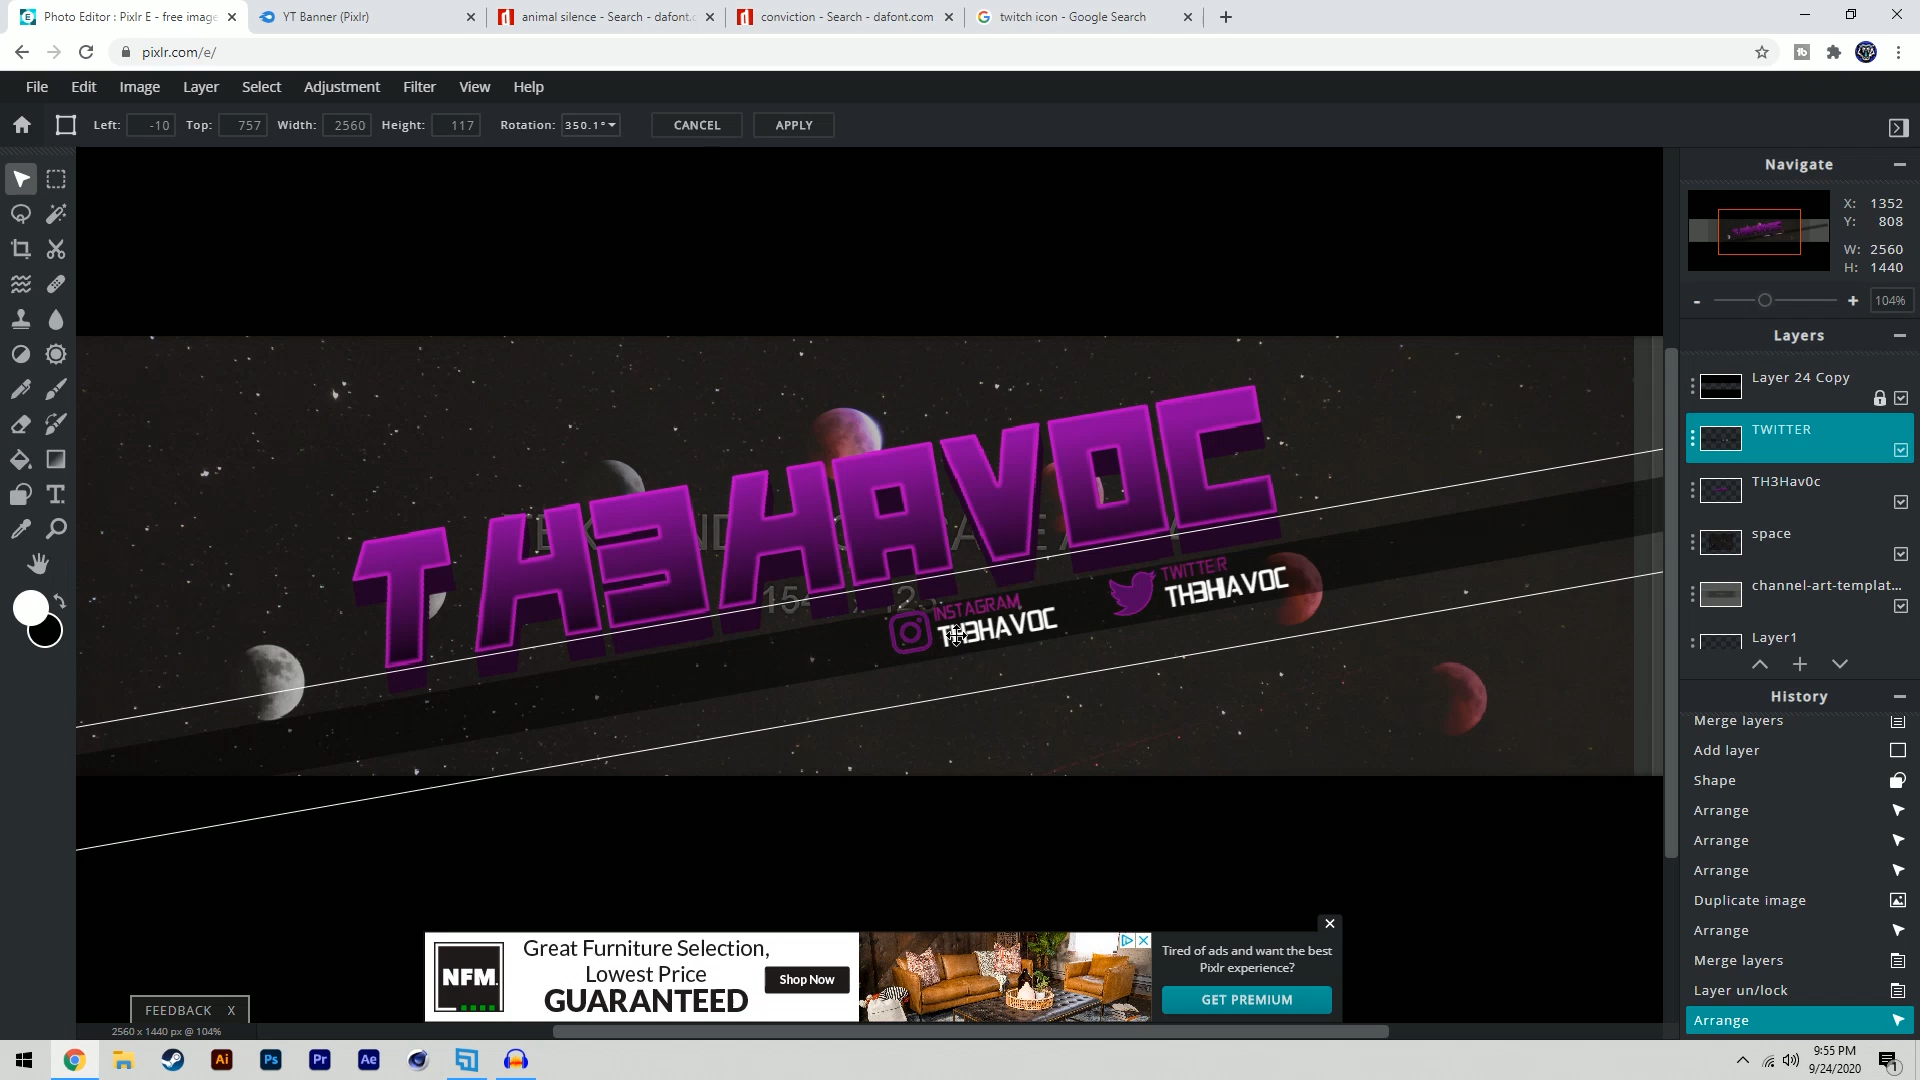 Photo Editor : Pixlr E - free image
YT Banner (Pixlr)
animal silence - Search - dafont.c
conviction - Search - dafont.com
twitch icon - Google Search
pixlr.com/e/
File Edit Image Layer Select Adjustment Filter View Help
Left: -10 Top: 757 Width: 2560 Height: 117 Rotation: 350.1° CANCEL APPLY
Navigate
X: 1352
Y: 808
W: 2560
H: 1440
104%
Layers
Layer 24 Copy
TWITTER
TH3Hav0c
space
channel-art-templat...
Layer1
History
Merge layers
Add layer
Shape
Arrange
Arrange
Arrange
Duplicate image
Arrange
Merge layers
Layer un/lock
Arrange
TH3HAVOC
INSTAGRAM
TH3HAVOC
TWITTER
TH3HAVOC
NFM
Great Furniture Selection,
Lowest Price
GUARANTEED
Shop Now
Tired of ads and want the best
Pixlr experience?
GET PREMIUM
FEEDBACK X
2560 x 1440 px @ 104%
Ai Ps Pr Ae
9:55 PM
9/24/2020
1